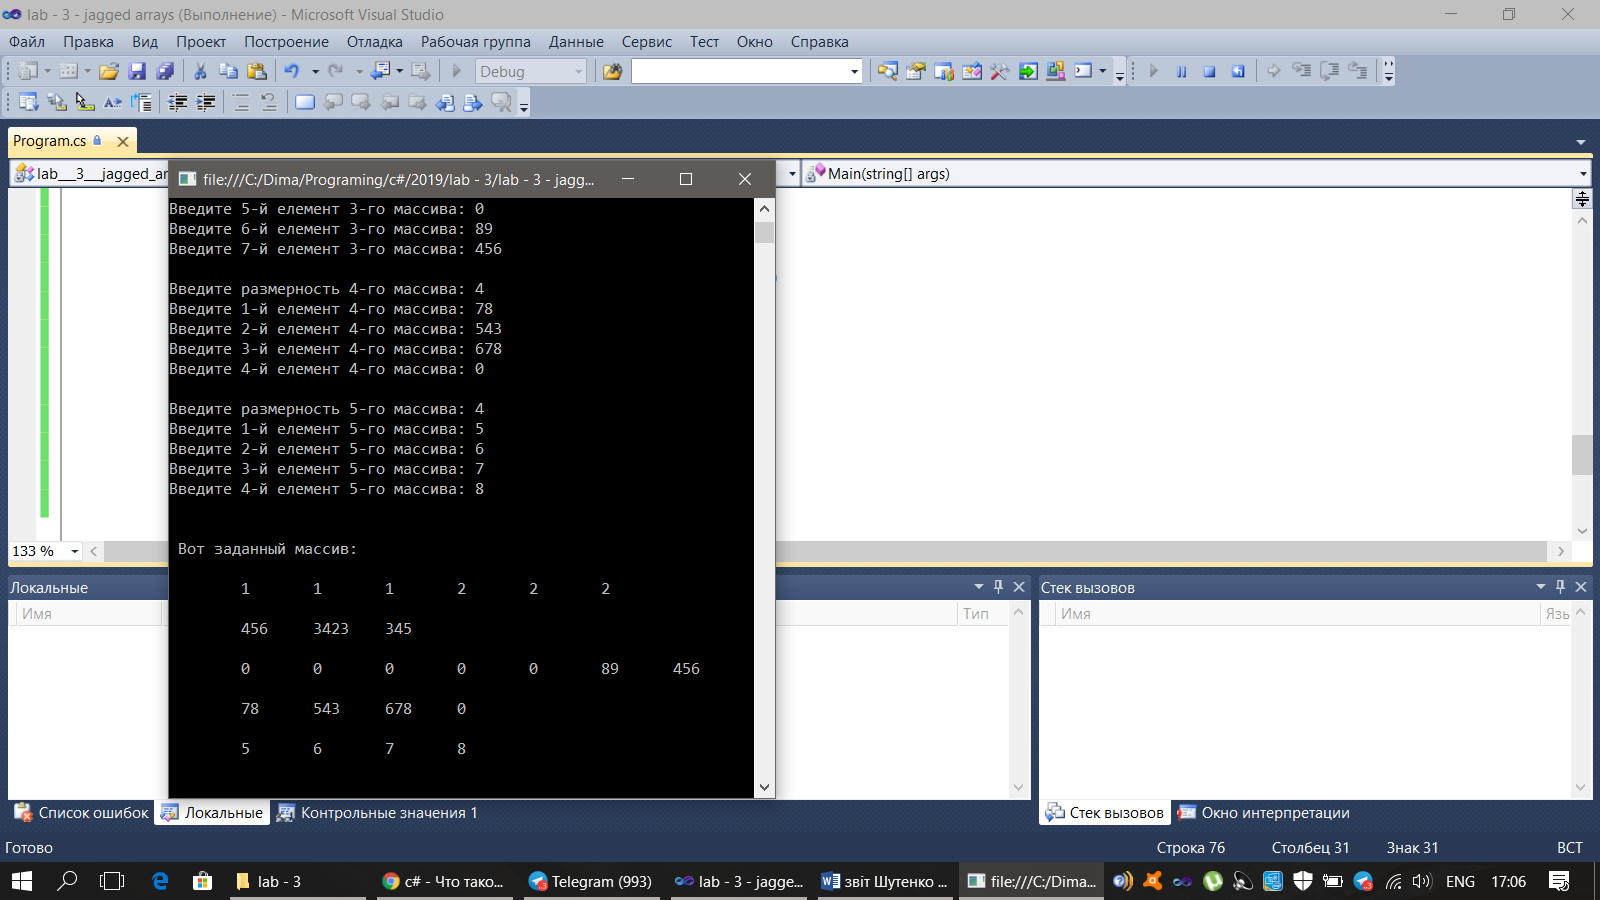 lab - 3 - jagged arrays (Выполнение) - Microsoft Visual Studio
Файл Правка Вид Проект Построение Отладка Рабочая группа Данные Сервис Тест Окно Справка
Debug
Program.cs
lab__3__jagged_ar
Main(string[] args)
file:///C:/Dima/Programing/c#/2019/lab - 3/lab - 3 - jagg...
Введите 5-й елемент 3-го массива: 0
Введите 6-й елемент 3-го массива: 89
Введите 7-й елемент 3-го массива: 456
Введите размерность 4-го массива: 4
Введите 1-й елемент 4-го массива: 78
Введите 2-й елемент 4-го массива: 543
Введите 3-й елемент 4-го массива: 678
Введите 4-й елемент 4-го массива: 0
Введите размерность 5-го массива: 4
Введите 1-й елемент 5-го массива: 5
Введите 2-й елемент 5-го массива: 6
Введите 3-й елемент 5-го массива: 7
Введите 4-й елемент 5-го массива: 8
Вот заданный массив:
1 1 1 2 2 2
456 3423 345
0 0 0 0 0 89 456
78 543 678 0
5 6 7 8
133 %
Локальные
Имя
Тип
Стек вызовов
Имя
Язы
Список ошибок Локальные Контрольные значения 1
Стек вызовов Окно интерпретации
Готово
Строка 76 Столбец 31 Знак 31 ВСТ
lab - 3
c# - Что тако...
Telegram (993)
lab - 3 - jagge...
звіт Шутенко ...
file:///C:/Dima...
ENG 17:06